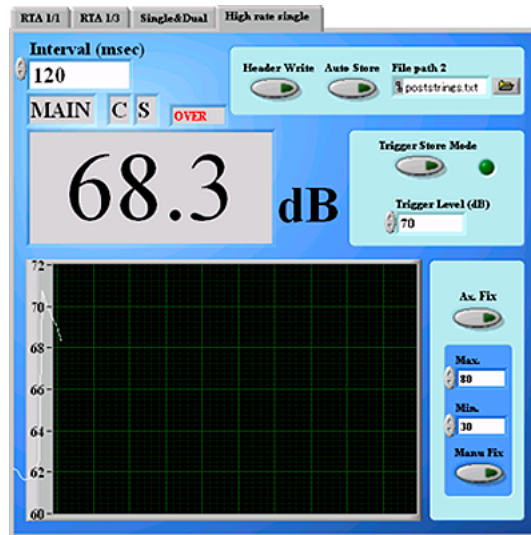 RTA 1/1 RTA 1/3 Single&Dual High rate single
Interval (msec)
120
Header Write Auto Store File path 2
poststrings.txt
MAIN C S OVER
68.3 dB
Trigger Store Mode
Trigger Level (dB)
70
72
70
68
66
64
62
60
Ax. Fix
Max.
80
Min.
30
Manu Fix